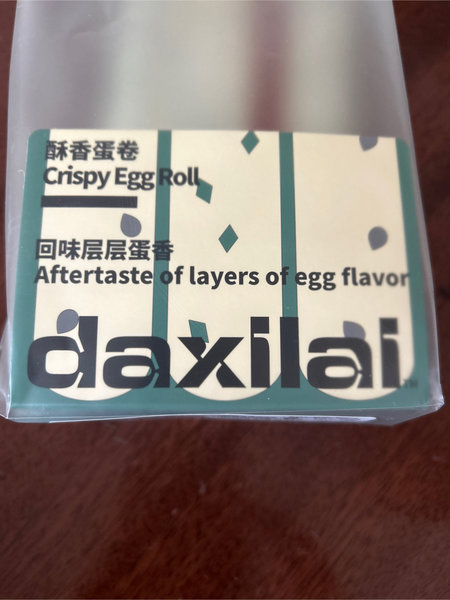 酥香蛋卷
Crispy Egg Roll
回味层层蛋香
Aftertaste of layers of egg flavor
daxilai™